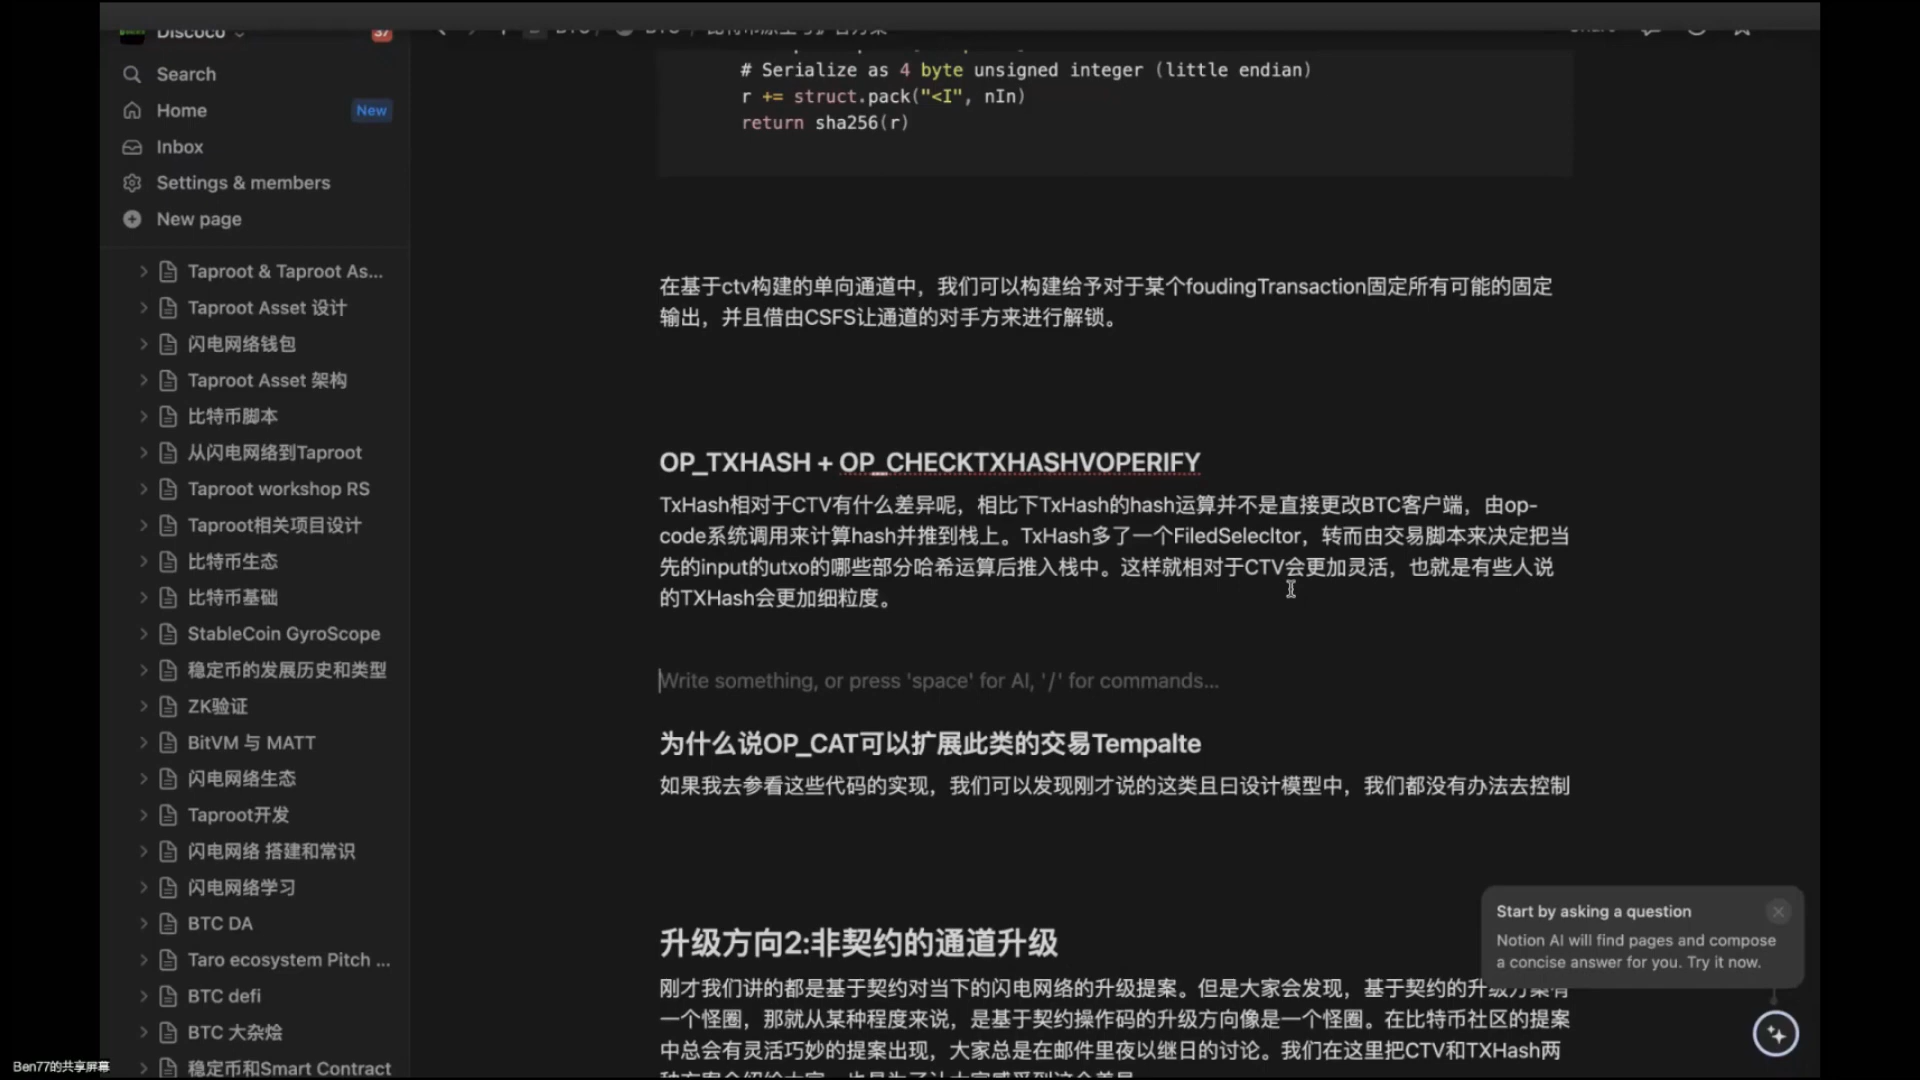 Discoco
37
Search
Home
New
Inbox
Settings & members
New page
Taproot & Taproot As...
Taproot Asset 设计
闪电网络钱包
Taproot Asset 架构
比特币脚本
从闪电网络到Taproot
Taproot workshop RS
Taproot相关项目设计
比特币生态
比特币基础
StableCoin GyroScope
稳定币的发展历史和类型
ZK验证
BitVM 与 MATT
闪电网络生态
Taproot开发
闪电网络 搭建和常识
闪电网络学习
BTC DA
Taro ecosystem Pitch ...
BTC defi
BTC 大杂烩
稳定币和Smart Contract
# Serialize as 4 byte unsigned integer (little endian)
r += struct.pack("<I", nIn)
return sha256(r)
在基于ctv构建的单向通道中，我们可以构建给予对于某个foudingTransaction固定所有可能的固定
输出，并且借由CSFS让通道的对手方来进行解锁。
OP_TXHASH + OP_CHECKTXHASHVOPERIFY
TxHash相对于CTV有什么差异呢，相比下TxHash的hash运算并不是直接更改BTC客户端，由op-
code系统调用来计算hash并推到栈上。TxHash多了一个FiledSelecltor，转而由交易脚本来决定把当
先的input的utxo的哪些部分哈希运算后推入栈中。这样就相对于CTV会更加灵活，也就是有些人说
的TXHash会更加细粒度。
Write something, or press 'space' for AI, '/' for commands...
为什么说OP_CAT可以扩展此类的交易Tempalte
如果我去参看这些代码的实现，我们可以发现刚才说的这类且曰设计模型中，我们都没有办法去控制
升级方向2:非契约的通道升级
刚才我们讲的都是基于契约对当下的闪电网络的升级提案。但是大家会发现，基于契约的升级方案有
一个怪圈，那就从某种程度来说，是基于契约操作码的升级方向像是一个怪圈。在比特币社区的提案
中总会有灵活巧妙的提案出现，大家总是在邮件里夜以继日的讨论。我们在这里把CTV和TXHash两
Start by asking a question
Notion AI will find pages and compose
a concise answer for you. Try it now.
Ben77的共享屏幕